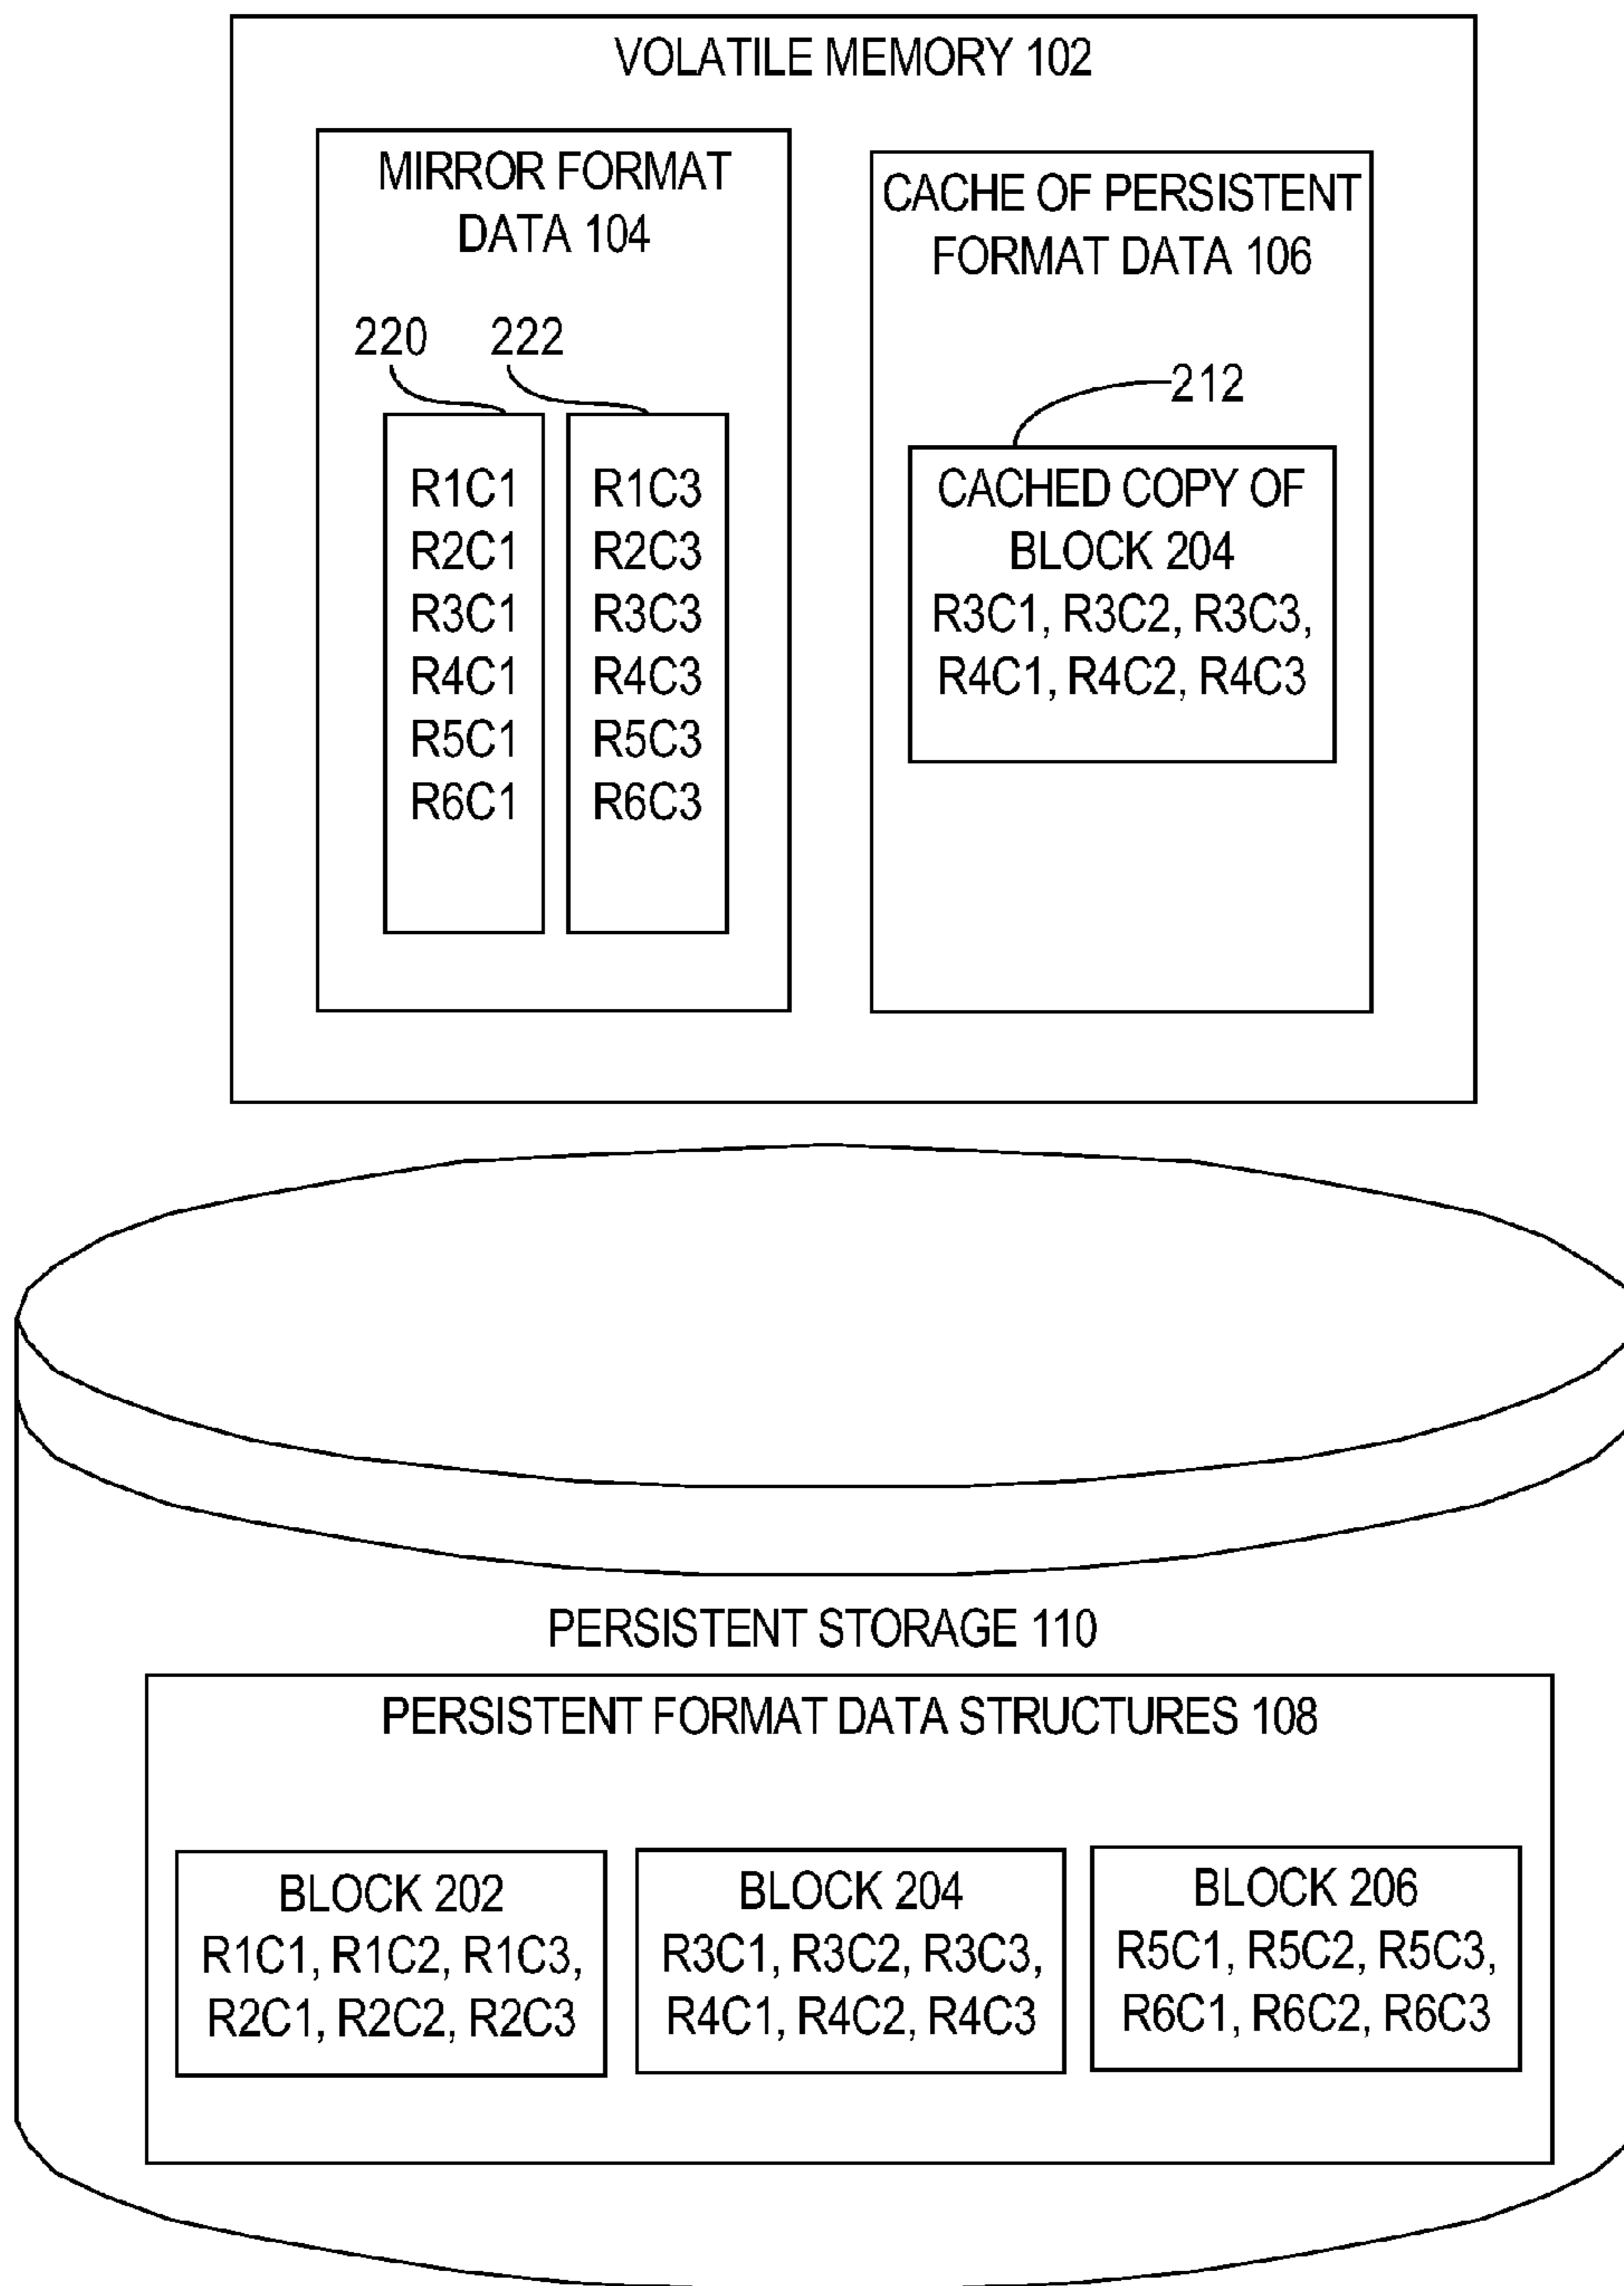 VOLATILE MEMORY 102
MIRROR FORMAT
DATA 104
220
222
R1C1
R2C1
R3C1
R4C1
R5C1
R6C1
R1C3
R2C3
R3C3
R4C3
R5C3
R6C3
CACHE OF PERSISTENT
FORMAT DATA 106
212
CACHED COPY OF
BLOCK 204
R3C1, R3C2, R3C3,
R4C1, R4C2, R4C3
PERSISTENT STORAGE 110
PERSISTENT FORMAT DATA STRUCTURES 108
BLOCK 202
R1C1, R1C2, R1C3,
R2C1, R2C2, R2C3
BLOCK 204
R3C1, R3C2, R3C3,
R4C1, R4C2, R4C3
BLOCK 206
R5C1, R5C2, R5C3,
R6C1, R6C2, R6C3